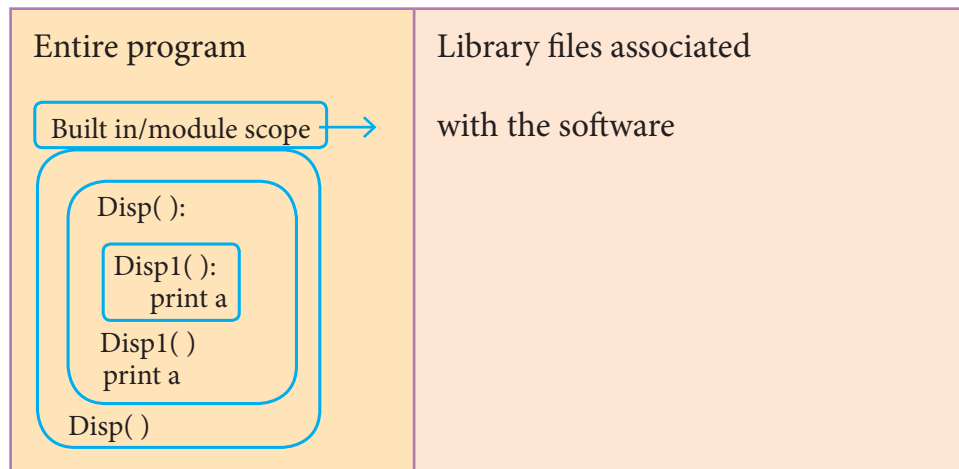 Entire program
Built in/module scope
Disp( ):
Disp1( ):
print a
Disp1( )
print a
Disp( )
Library files associated
with the software